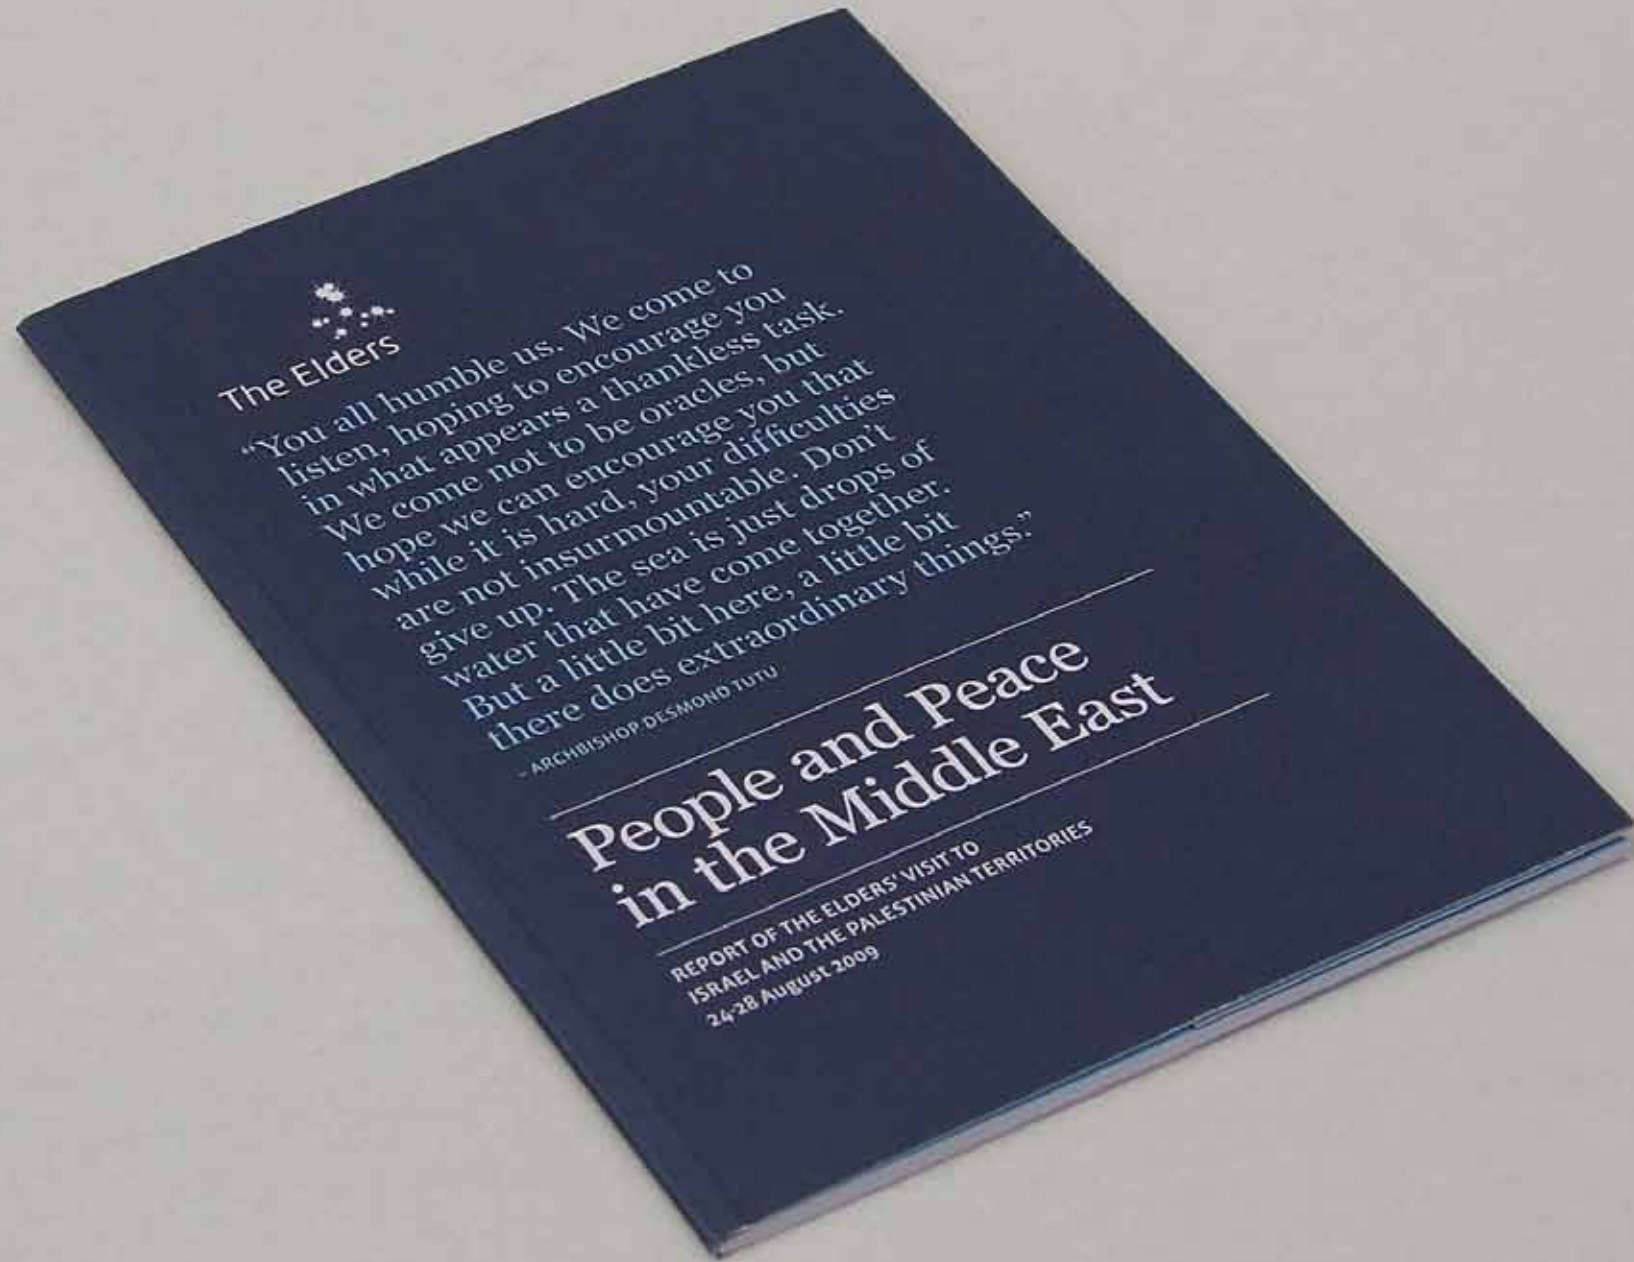 The Elders
“You all humble us. We come to
listen, hoping to encourage you
in what appears a thankless task.
We come not to be oracles, but
hope we can encourage you that
while it is hard, your difficulties
are not insurmountable. Don’t
give up. The sea is just drops of
water that have come together.
But a little bit here, a little bit
there does extraordinary things.”
– ARCHBISHOP DESMOND TUTU
People and Peace
in the Middle East
REPORT OF THE ELDERS’ VISIT TO
ISRAEL AND THE PALESTINIAN TERRITORIES
24-28 August 2009